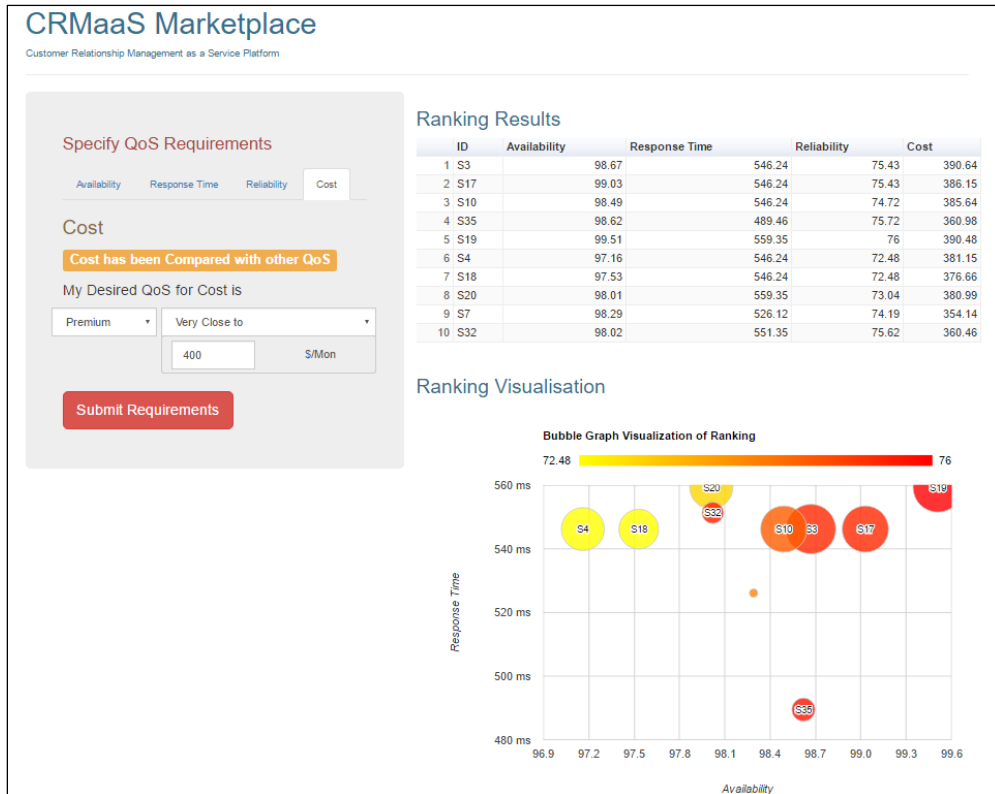 CRMaaS Marketplace
Customer Relationship Management as a Service Platform
Specify QoS Requirements
Availability Response Time Reliability Cost
Cost
Cost has been Compared with other QoS
My Desired QoS for Cost is
Premium Very Close to
400 $/Mon
Submit Requirements
Ranking Results
ID Availability Response Time Reliability Cost
1 S3 98.67 546.24 75.43 390.64
2 S17 99.03 546.24 75.43 386.15
3 S10 98.49 546.24 74.72 385.64
4 S35 98.62 489.46 75.72 360.98
5 S19 99.51 559.35 76 390.48
6 S4 97.16 546.24 72.48 381.15
7 S18 97.53 546.24 72.48 376.66
8 S20 98.01 559.35 73.04 380.99
9 S7 98.29 526.12 74.19 354.14
10 S32 98.02 551.35 75.62 360.46
Ranking Visualisation
Bubble Graph Visualization of Ranking
72.48 76
560 ms
S20 S19
S32
S4 S18 S10 S3 S17
540 ms
520 ms
Response Time
500 ms
S35
480 ms
96.9 97.2 97.5 97.8 98.1 98.4 98.7 99.0 99.3 99.6
Availability